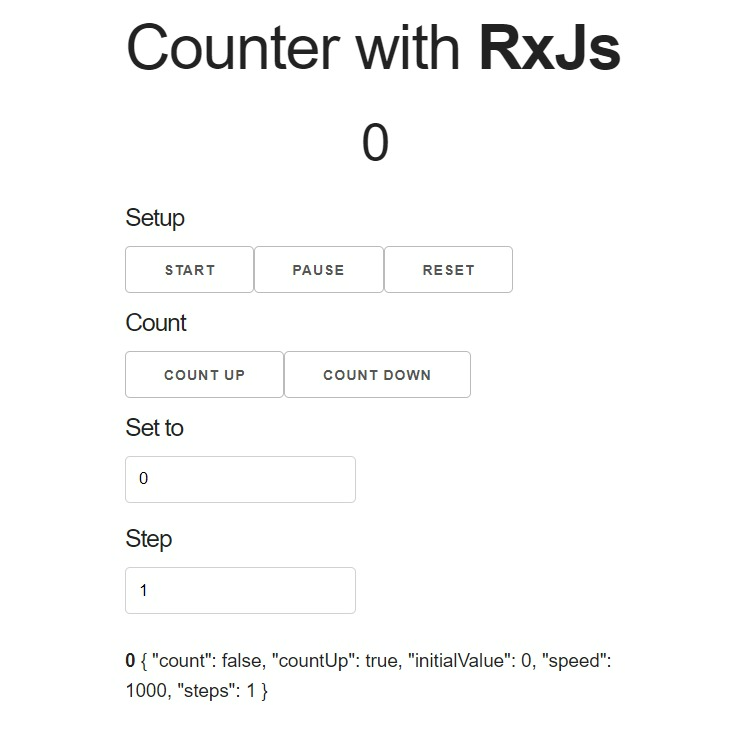 Counter with RxJs
0
Setup
START PAUSE RESET
Count
COUNT UP COUNT DOWN
Set to
0
Step
1
0 { "count": false, "countUp": true, "initialValue": 0, "speed":
1000, "steps": 1 }